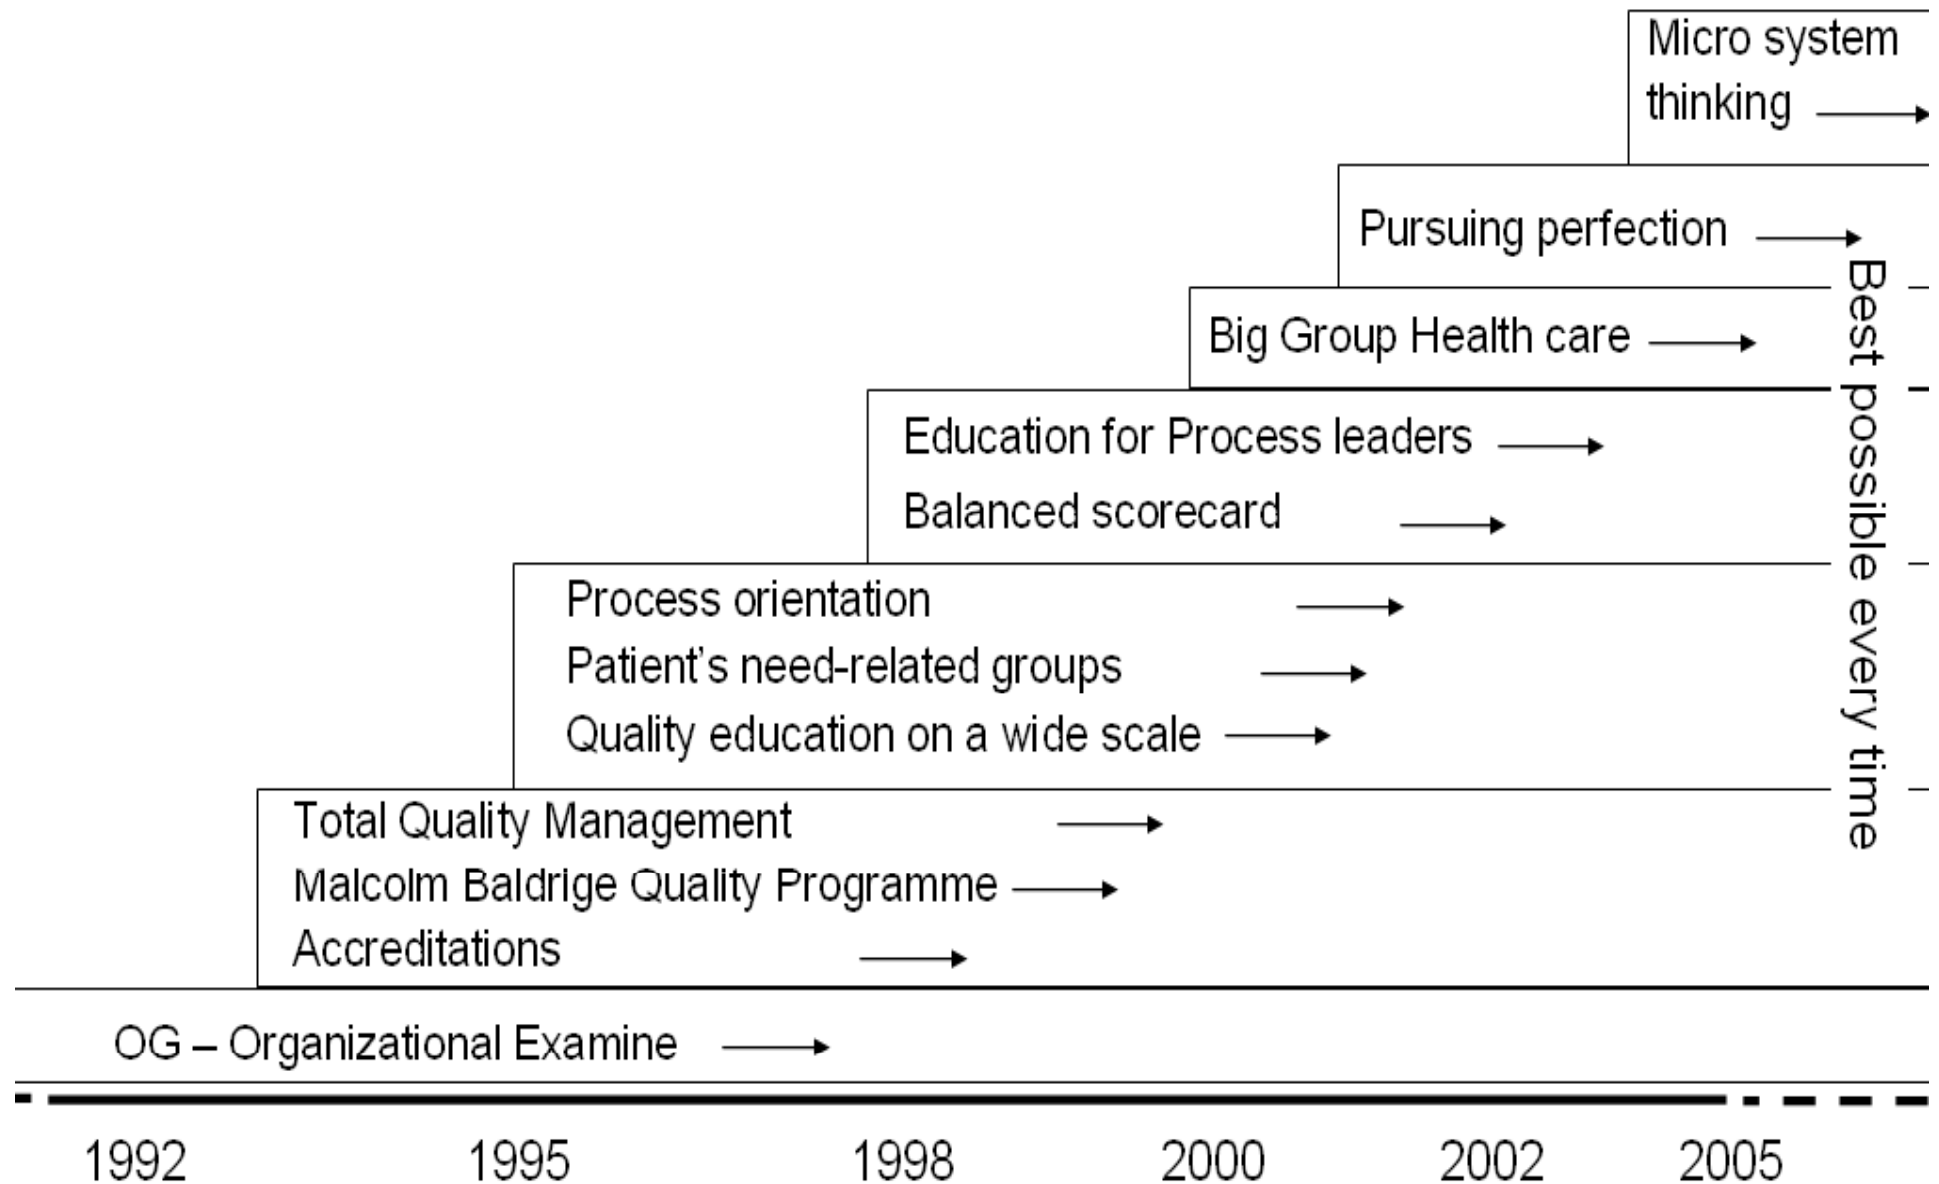 Micro system
thinking
Pursuing perfection
Big Group Health care
Education for Process leaders
Balanced scorecard
Process orientation
Patient’s need-related groups
Quality education on a wide scale
Total Quality Management
Malcolm Baldrige Quality Programme
Accreditations
OG – Organizational Examine
Best possible every time
1992 1995 1998 2000 2002 2005